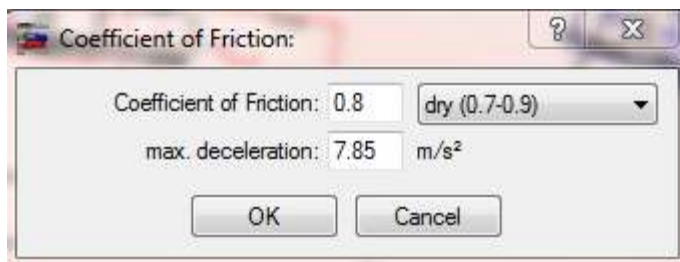 Coefficient of Friction:
Coefficient of Friction: 0.8 dry (0.7-0.9)
max. deceleration: 7.85 m/s²
OK Cancel